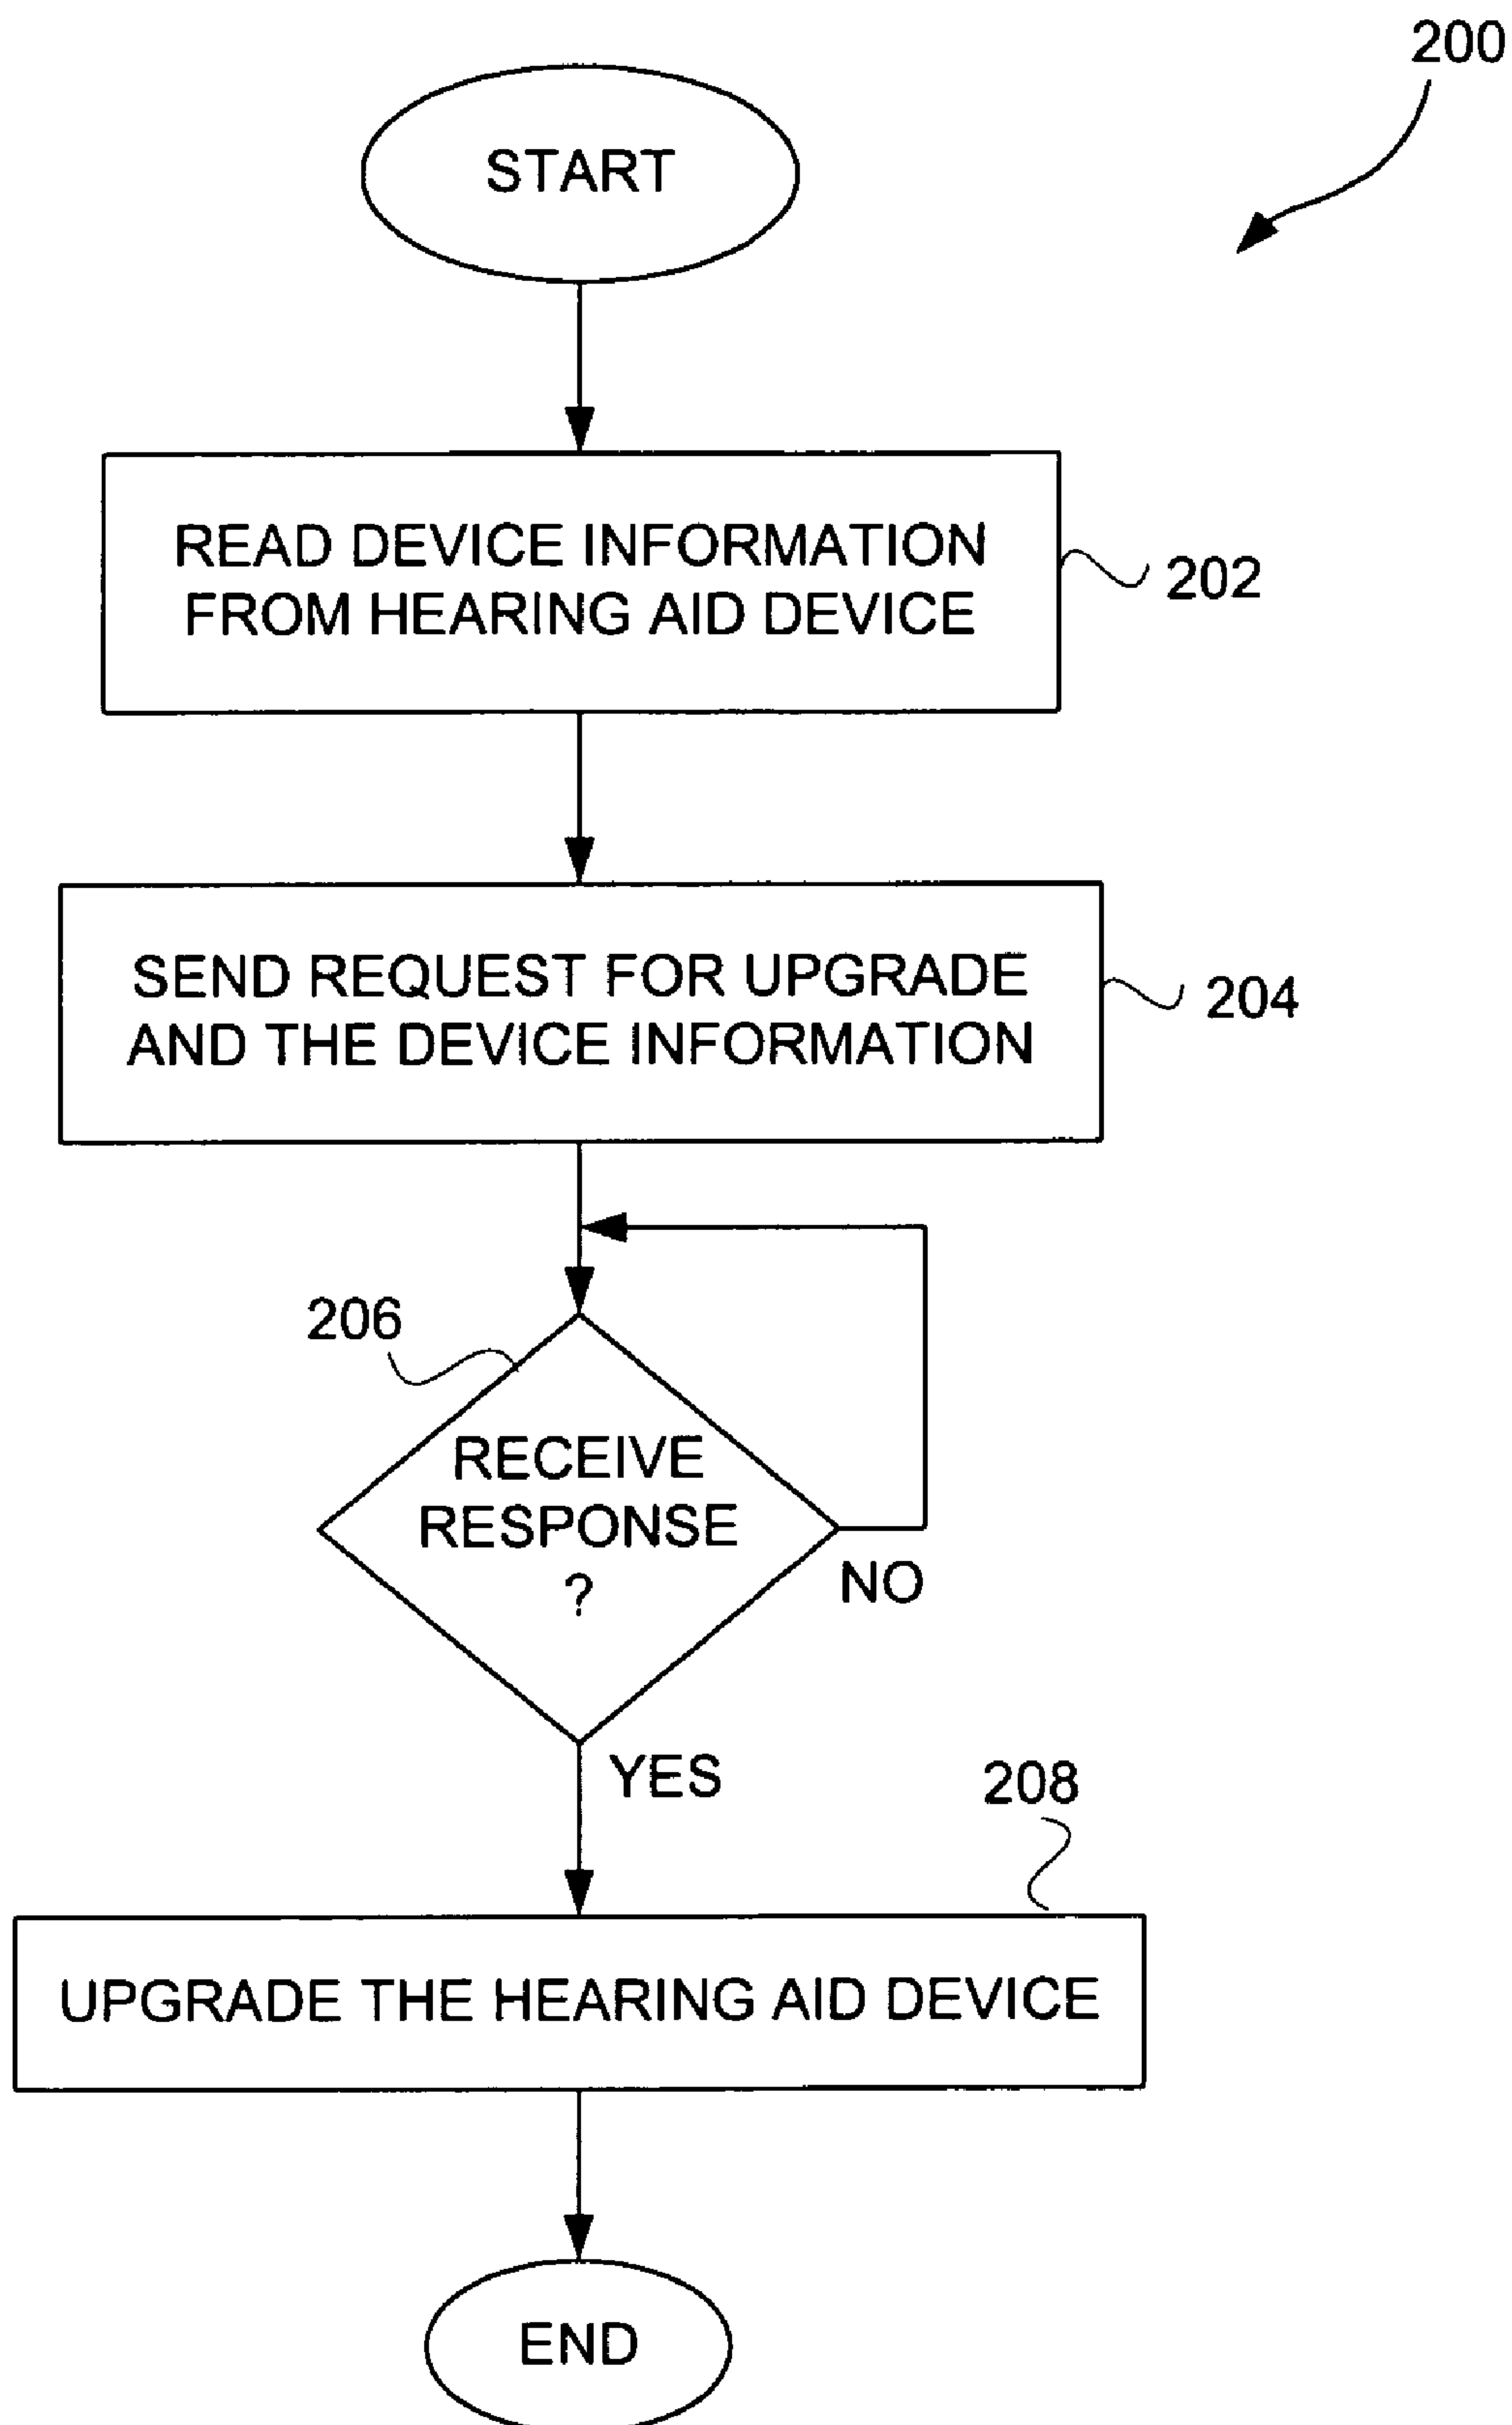 200
START
READ DEVICE INFORMATION
FROM HEARING AID DEVICE
202
SEND REQUEST FOR UPGRADE
AND THE DEVICE INFORMATION
204
206
RECEIVE
RESPONSE
?
NO
YES
208
UPGRADE THE HEARING AID DEVICE
END